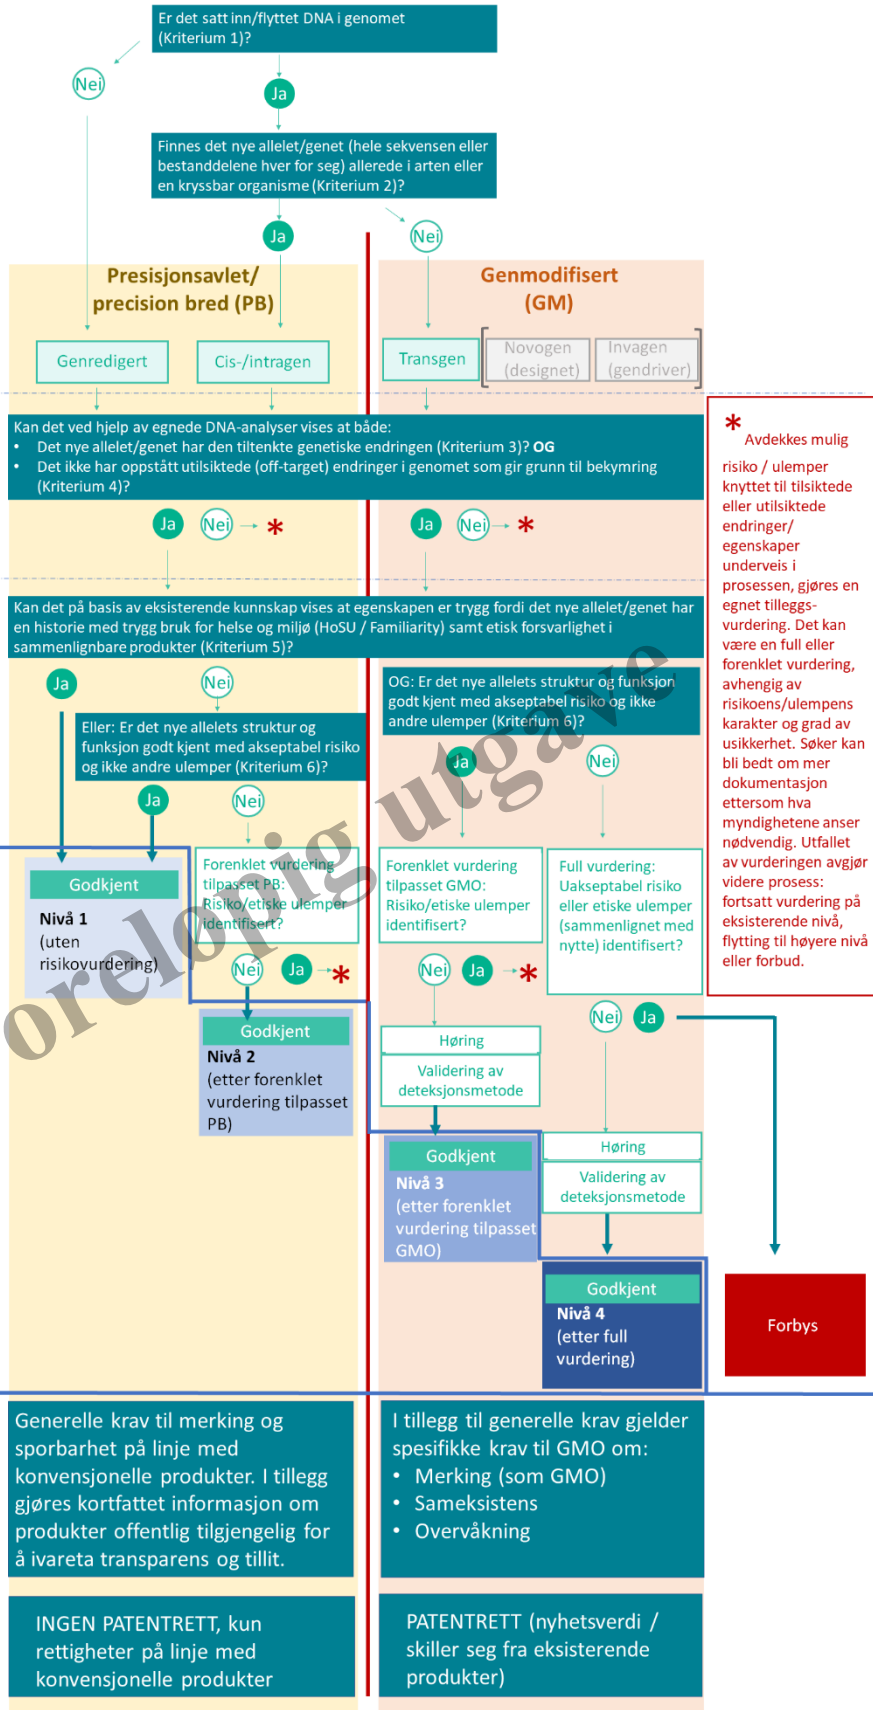 Er det satt inn/flyttet DNA i genomet
(Kriterium 1)?
Nei
Ja
Finnes det nye allelet/genet (hele sekvensen eller
bestanddelene hver for seg) allerede i arten eller
en kryssbar organisme (Kriterium 2)?
Ja
Nei
Presisjonsavlet/
precision bred (PB)
Genmodifisert
(GM)
Genredigert
Cis-/intragen
Transgen
Novogen
(designet)
Invagen
(gendriver)
Kan det ved hjelp av egnede DNA-analyser vises at både:
• Det nye allelet/genet har den tiltenkte genetiske endringen (Kriterium 3)? OG
• Det ikke har oppstått utilsiktede (off-target) endringer i genomet som gir grunn til bekymring
(Kriterium 4)?
Ja
Nei
*
Ja
Nei
*
Kan det på basis av eksisterende kunnskap vises at egenskapen er trygg fordi det nye allelet/genet har
en historie med trygg bruk for helse og miljø (HoSU / Familiarity) samt etisk forsvarlighet i
sammenlignbare produkter (Kriterium 5)?
Ja
Nei
OG: Er det nye allelets struktur og funksjon
godt kjent med akseptabel risiko og ikke
andre ulemper (Kriterium 6)?
Eller: Er det nye allelets struktur og
funksjon godt kjent med akseptabel risiko
og ikke andre ulemper (Kriterium 6)?
Ja
Nei
Ja
Nei
Godkjent
Nivå 1
(uten
risikovurdering)
Forenklet vurdering
tilpasset PB:
Risiko/etiske ulemper
identifisert?
Nei
Ja
*
Godkjent
Nivå 2
(etter forenklet
vurdering tilpasset
PB)
Forenklet vurdering
tilpasset GMO:
Risiko/etiske ulemper
identifisert?
Nei
Ja
*
Høring
Validering av
deteksjonsmetode
Godkjent
Nivå 3
(etter forenklet
vurdering tilpasset
GMO)
Full vurdering:
Uakseptabel risiko
eller etiske ulemper
(sammenlignet med
nytte) identifisert?
Nei
Ja
Høring
Validering av
deteksjonsmetode
Godkjent
Nivå 4
(etter full
vurdering)
Forbys
*
Avdekkes mulig
risiko / ulemper
knyttet til tilsiktede
eller utilsiktede
endringer/
egenskaper
underveis i
prosessen, gjøres en
egnet tilleggs-
vurdering. Det kan
være en full eller
forenklet vurdering,
avhengig av
risikoens/ulempens
karakter og grad av
usikkerhet. Søker kan
bli bedt om mer
dokumentasjon
ettersom hva
myndighetene anser
nødvendig. Utfallet
av vurderingen avgjør
videre prosess:
fortsatt vurdering på
eksisterende nivå,
flytting til høyere nivå
eller forbud.
Generelle krav til merking og
sporbarhet på linje med
konvensjonelle produkter. I tillegg
gjøres kortfattet informasjon om
produkter offentlig tilgjengelig for
å ivareta transparens og tillit.
I tillegg til generelle krav gjelder
spesifikke krav til GMO om:
• Merking (som GMO)
• Sameksistens
• Overvåkning
INGEN PATENTRETT, kun
rettigheter på linje med
konvensjonelle produkter
PATENTRETT (nyhetsverdi /
skiller seg fra eksisterende
produkter)
orelopig utgave